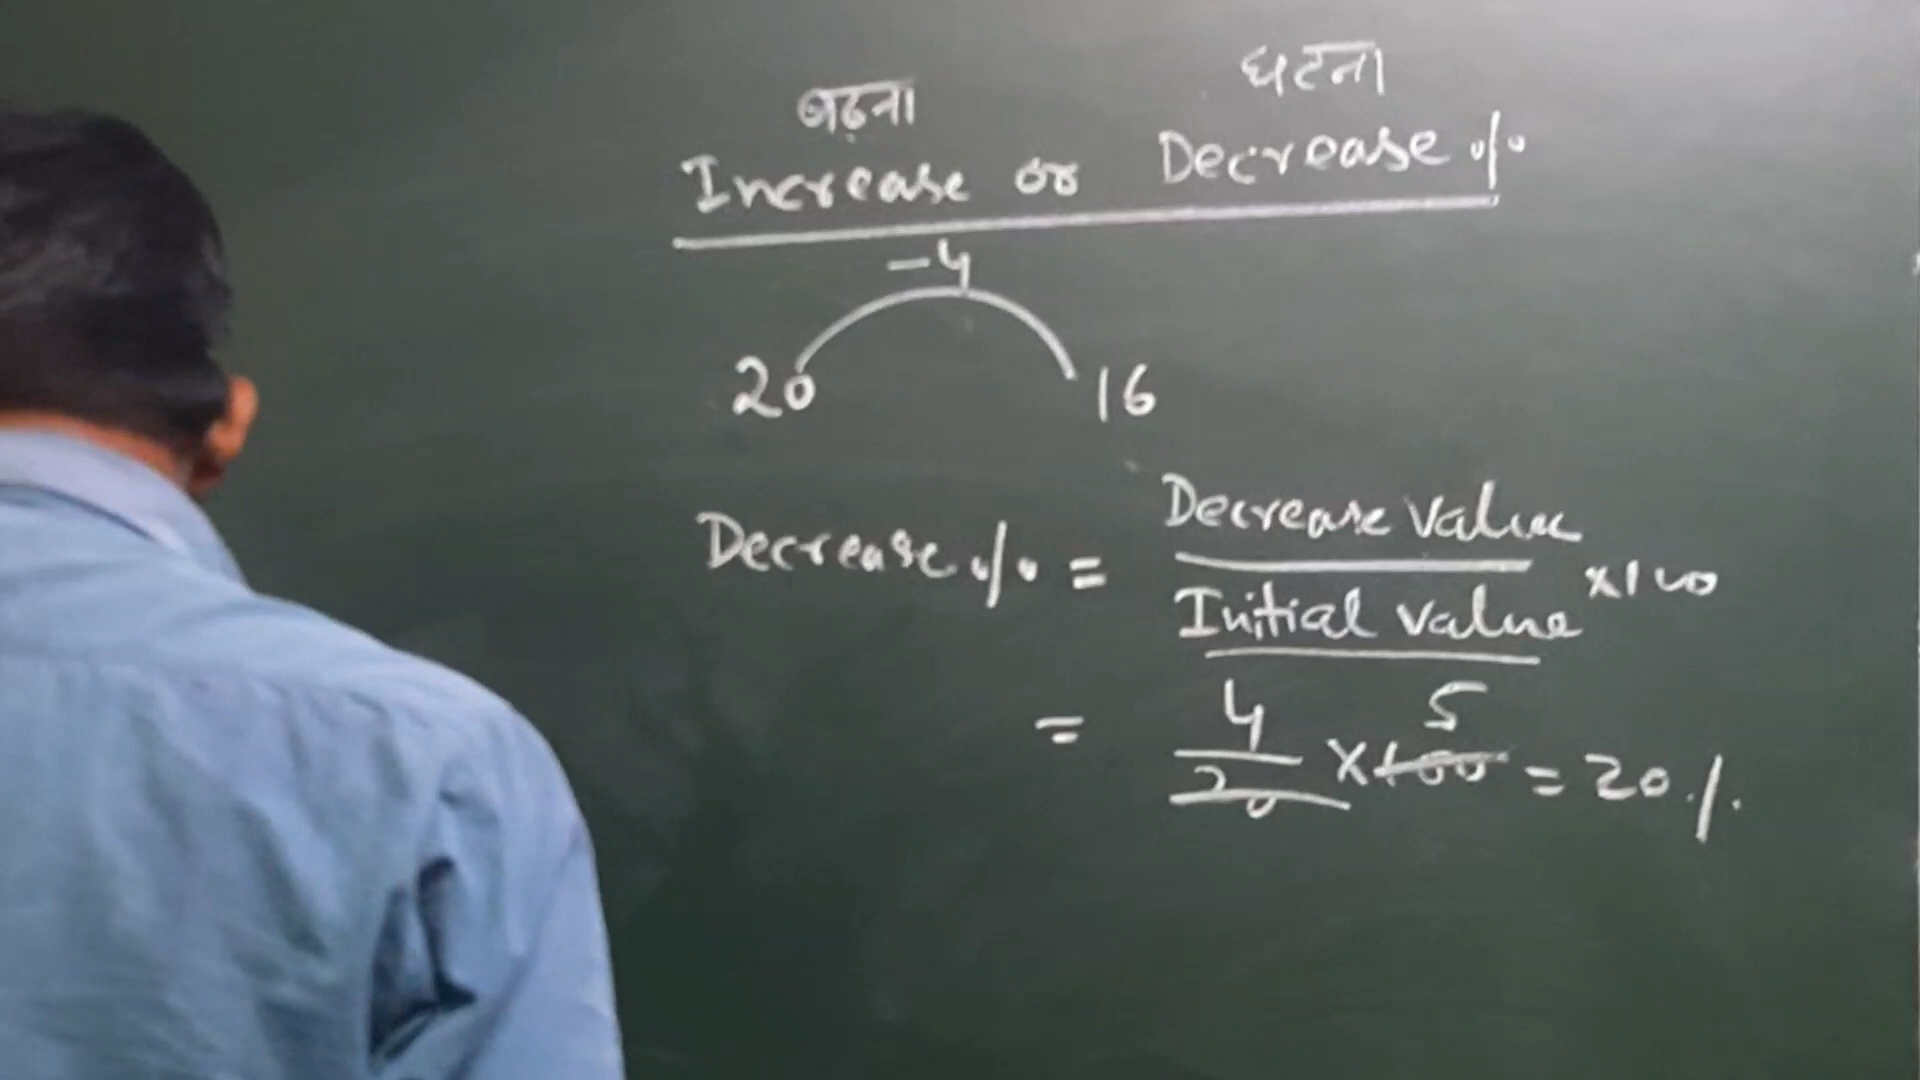 बढ़ना घटना
Increase or Decrease %
-4
20 16
Decrease % = Decrease Value / Initial value ×100
= 4/20 × 100 5 = 20 %